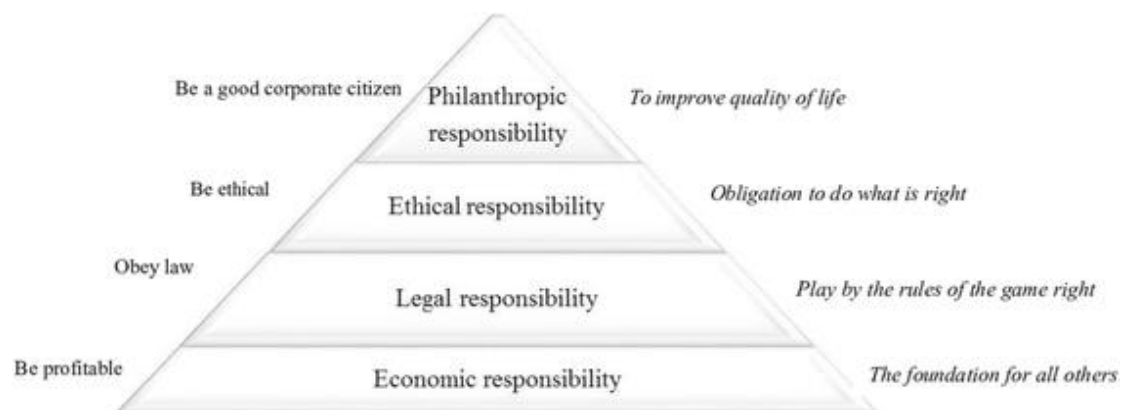 Be a good corporate citizen
Philanthropic
responsibility
To improve quality of life
Be ethical
Ethical responsibility
Obligation to do what is right
Obey law
Legal responsibility
Play by the rules of the game right
Be profitable
Economic responsibility
The foundation for all others